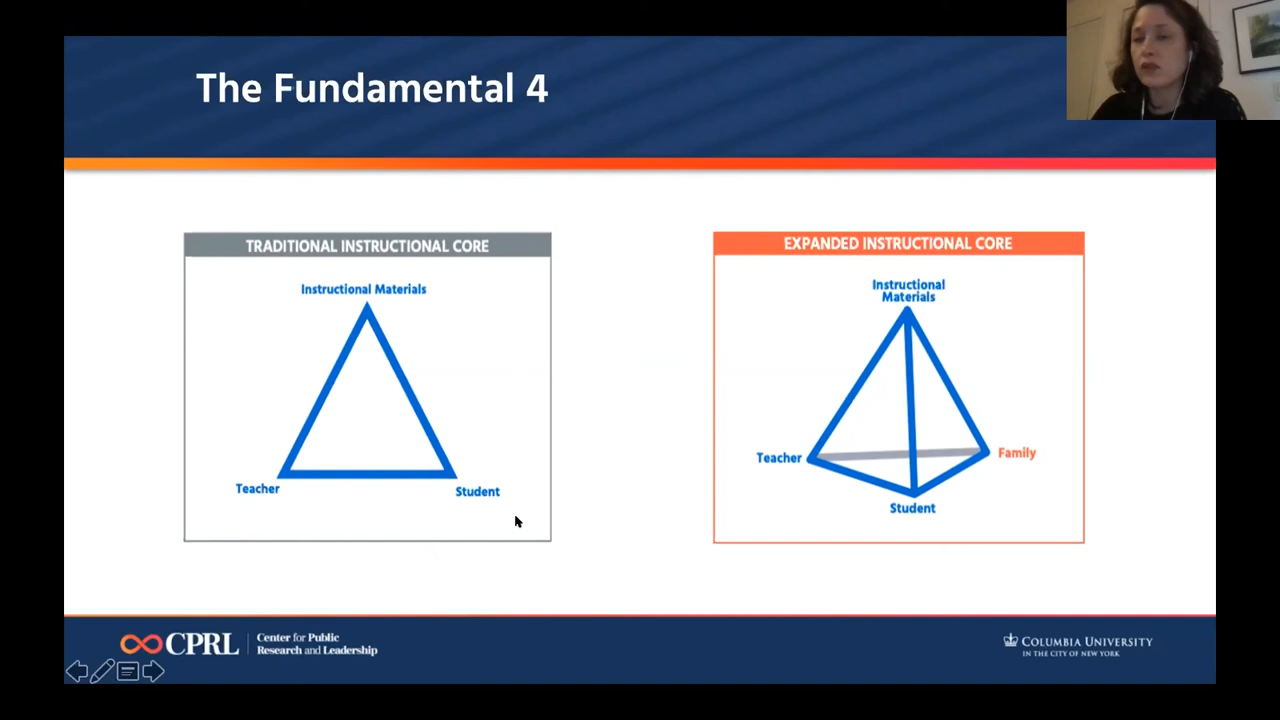 The Fundamental 4
TRADITIONAL INSTRUCTIONAL CORE
Instructional Materials
Teacher
Student
EXPANDED INSTRUCTIONAL CORE
Instructional
Materials
Teacher
Family
Student
CPRL
Center for Public
Research and Leadership
COLUMBIA UNIVERSITY
IN THE CITY OF NEW YORK